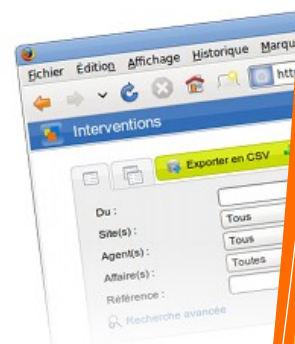 Fichier Édition Affichage Historique Marqu
htt
Interventions
Exporter en CSV
Du :
Site(s) : Tous
Agent(s) : Tous
Affaire(s) : Toutes
Référence :
Recherche avancée